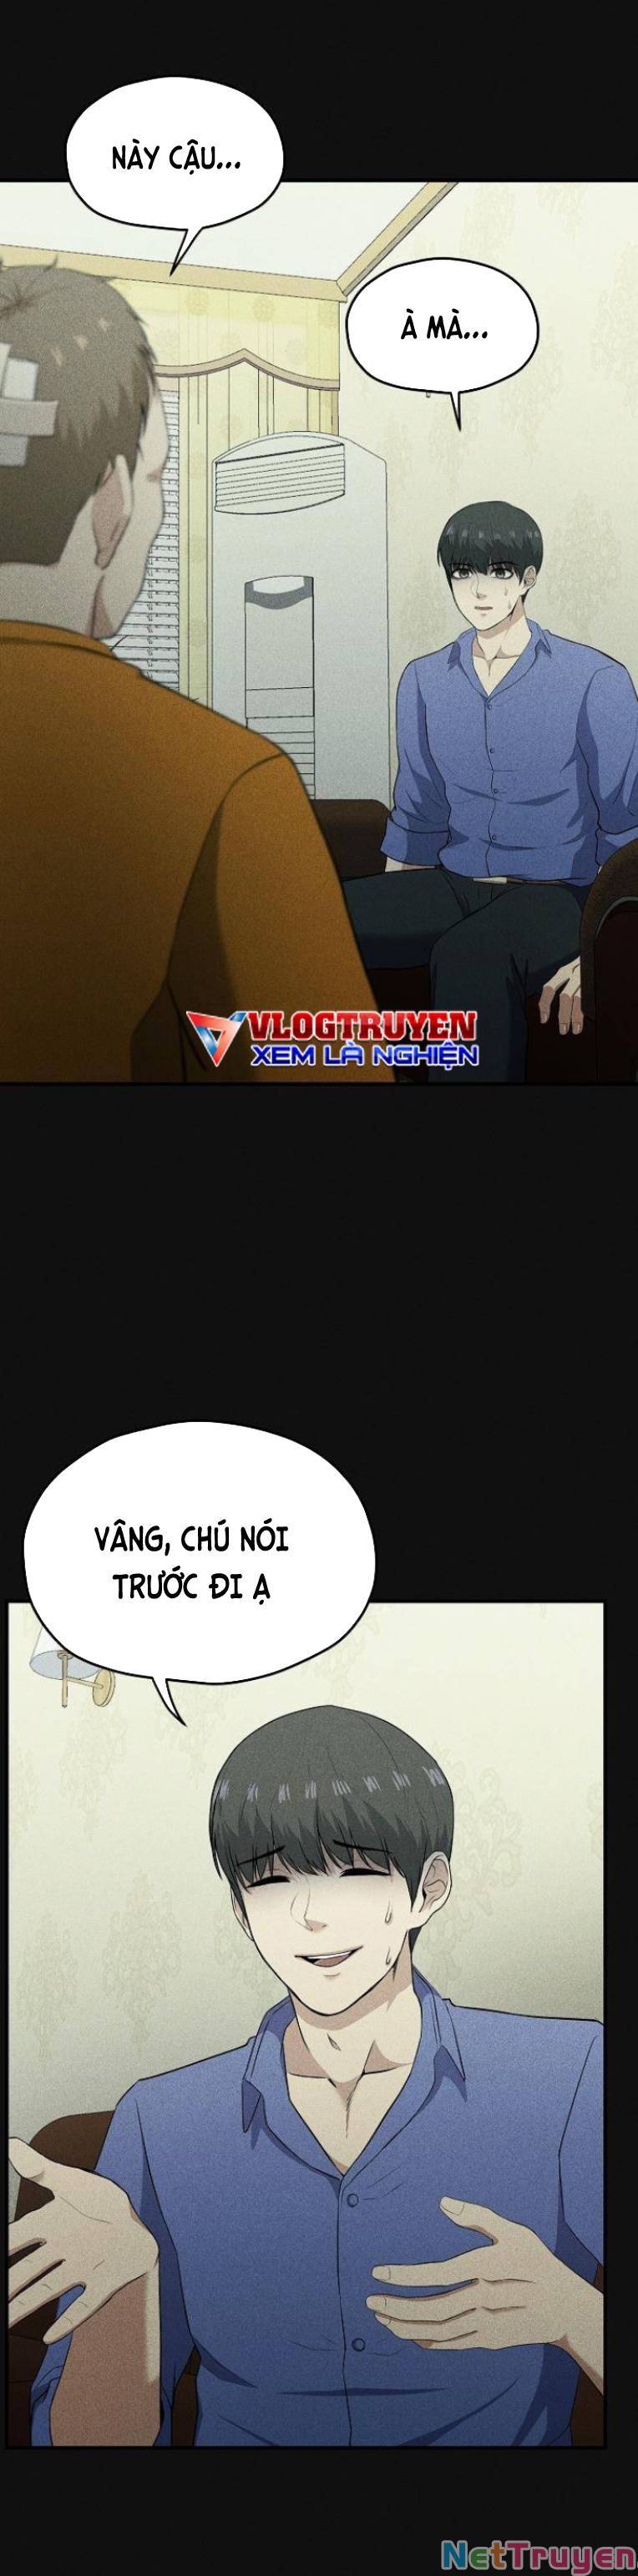 NÀY CẬU...
À MÀ...
VLOGTRUYEN
XEM LÀ NGHIỆN
VÂNG, CHÚ NÓI
TRƯỚC ĐI Ạ
NetTruyen